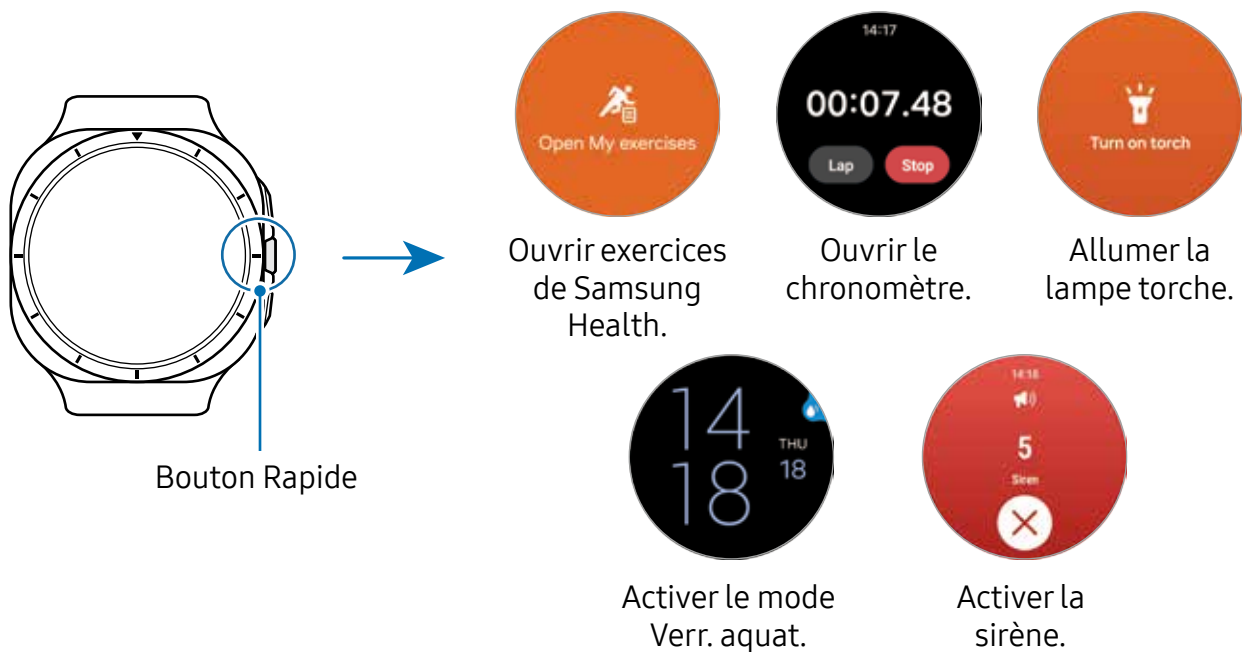 14:17
00:07.48
Lap
Stop
Open My exercises
Turn on torch
Ouvrir exercices
de Samsung
Health.
Ouvrir le
chronomètre.
Allumer la
lampe torche.
Bouton Rapide
14
18
THU
18
14:18
5
Siren
Activer le mode
Verr. aquat.
Activer la
sirène.